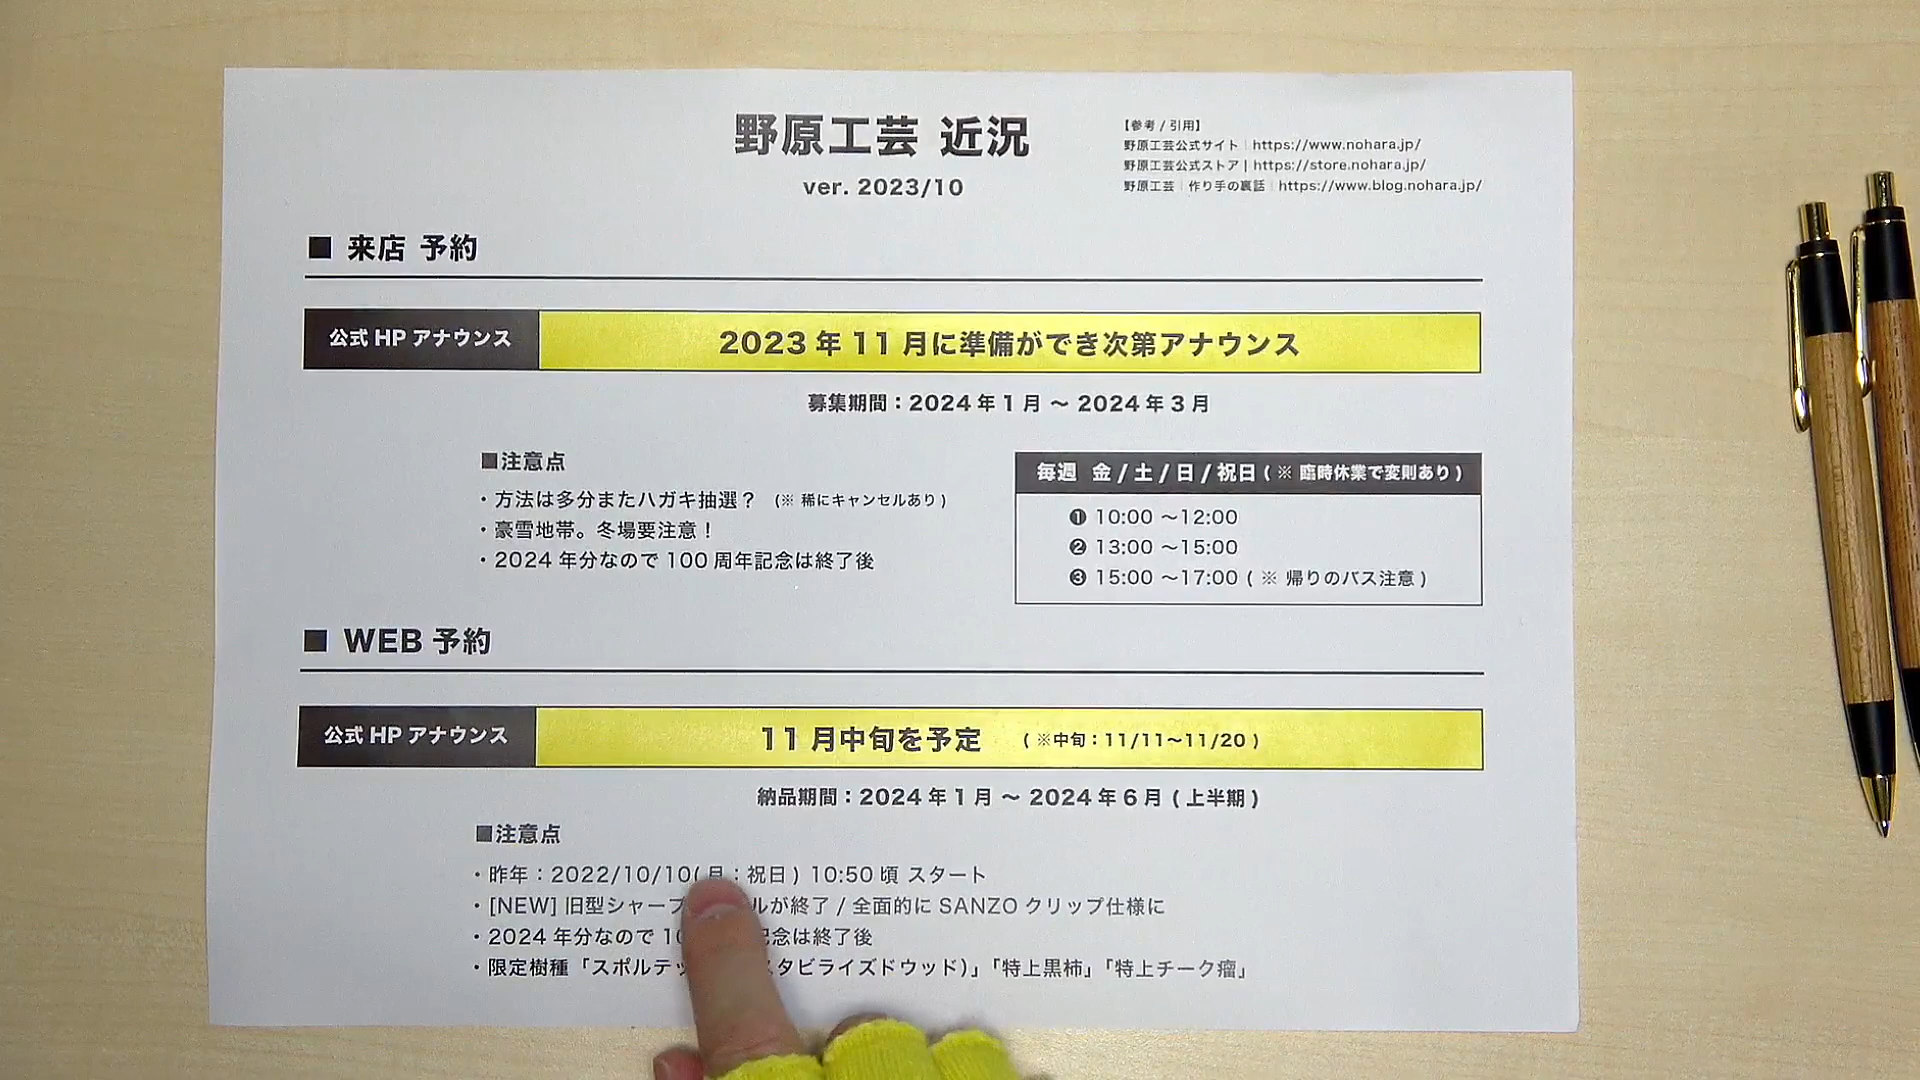 野原工芸 近況
ver. 2023/10
【参考 / 引用】
野原工芸公式サイト | https://www.nohara.jp/
野原工芸公式ストア | https://store.nohara.jp/
野原工芸 | 作り手の裏話 | https://www.blog.nohara.jp/
■ 来店 予約
公式 HP アナウンス
2023 年 11 月に準備ができ次第アナウンス
募集期間：2024 年 1 月 ～ 2024 年 3 月
■注意点
・方法は多分またハガキ抽選？ (※ 稀にキャンセルあり)
・豪雪地帯。冬場要注意！
・2024 年分なので 100 周年記念は終了後
毎週 金 / 土 / 日 / 祝日 ( ※ 臨時休業で変則あり )
❶ 10:00 ～12:00
❷ 13:00 ～15:00
❸ 15:00 ～17:00 ( ※ 帰りのバス注意 )
■ WEB 予約
公式 HP アナウンス
11 月中旬を予定 ( ※中旬：11/11～11/20 )
納品期間：2024 年 1 月 ～ 2024 年 6 月 ( 上半期 )
■注意点
・昨年：2022/10/10( 月：祝日 ) 10:50 頃 スタート
・[NEW] 旧型シャープ ルが終了 / 全面的に SANZO クリップ仕様に
・2024 年分なので 10 記念は終了後
・限定樹種「スポルテッ スタビライズドウッド）」「特上黒柿」「特上チーク瘤」